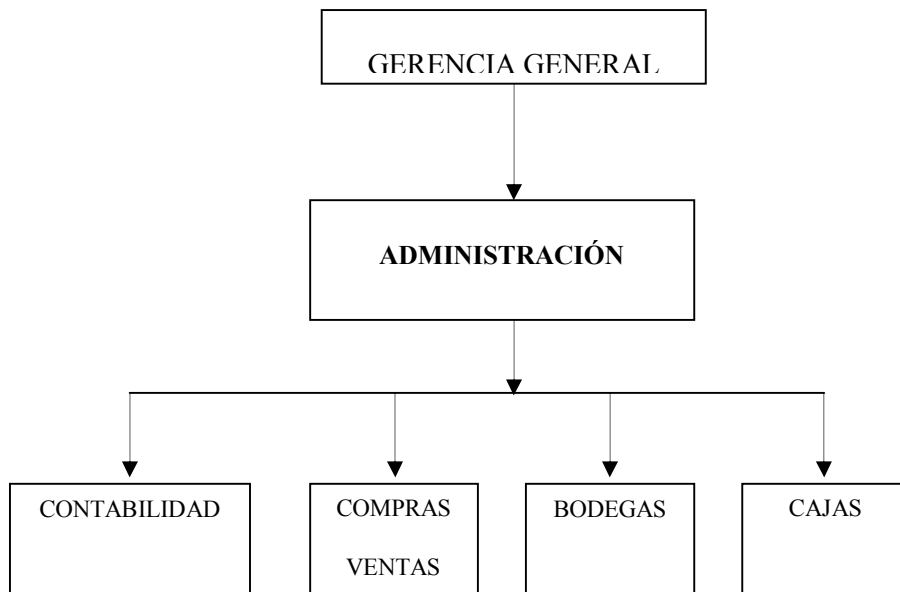 GERENCIA GENERAL
ADMINISTRACIÓN
CONTABILIDAD
COMPRAS
VENTAS
BODEGAS
CAJAS